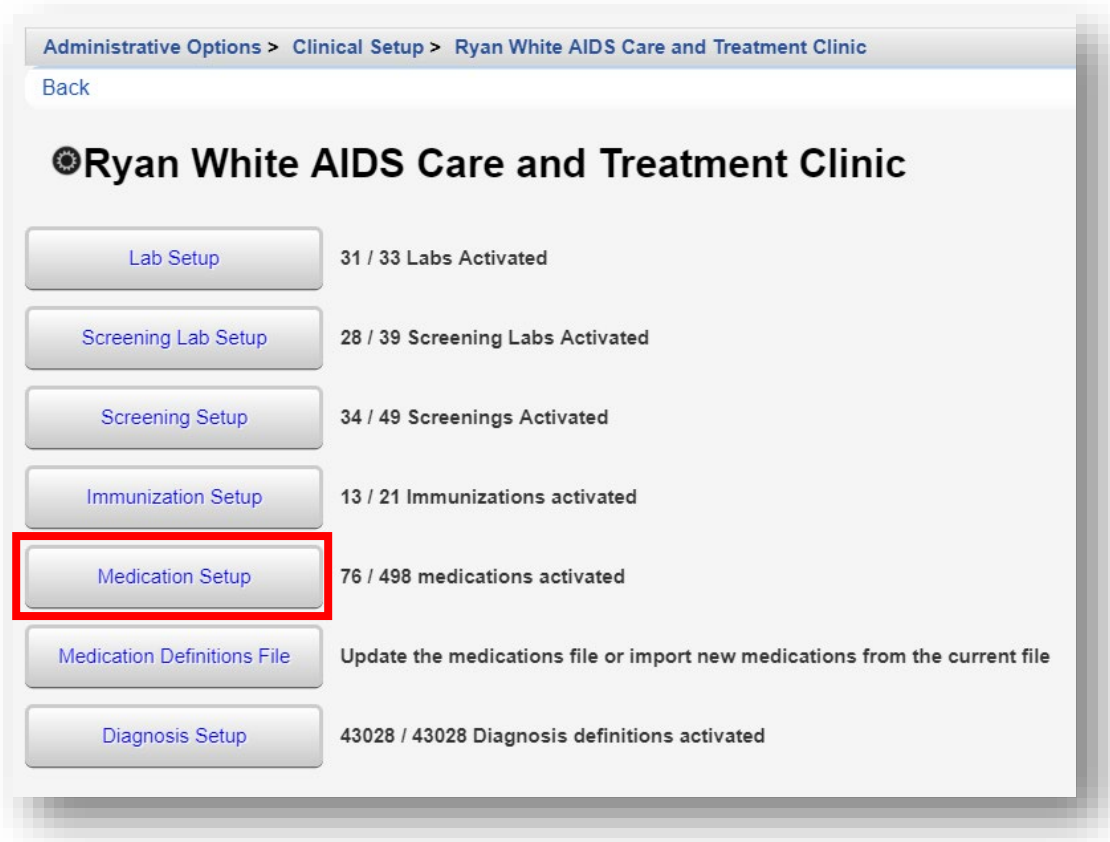 Administrative Options > Clinical Setup > Ryan White AIDS Care and Treatment Clinic
Back
Ryan White AIDS Care and Treatment Clinic
Lab Setup 31 / 33 Labs Activated
Screening Lab Setup 28 / 39 Screening Labs Activated
Screening Setup 34 / 49 Screenings Activated
Immunization Setup 13 / 21 Immunizations activated
Medication Setup 76 / 498 medications activated
Medication Definitions File Update the medications file or import new medications from the current file
Diagnosis Setup 43028 / 43028 Diagnosis definitions activated